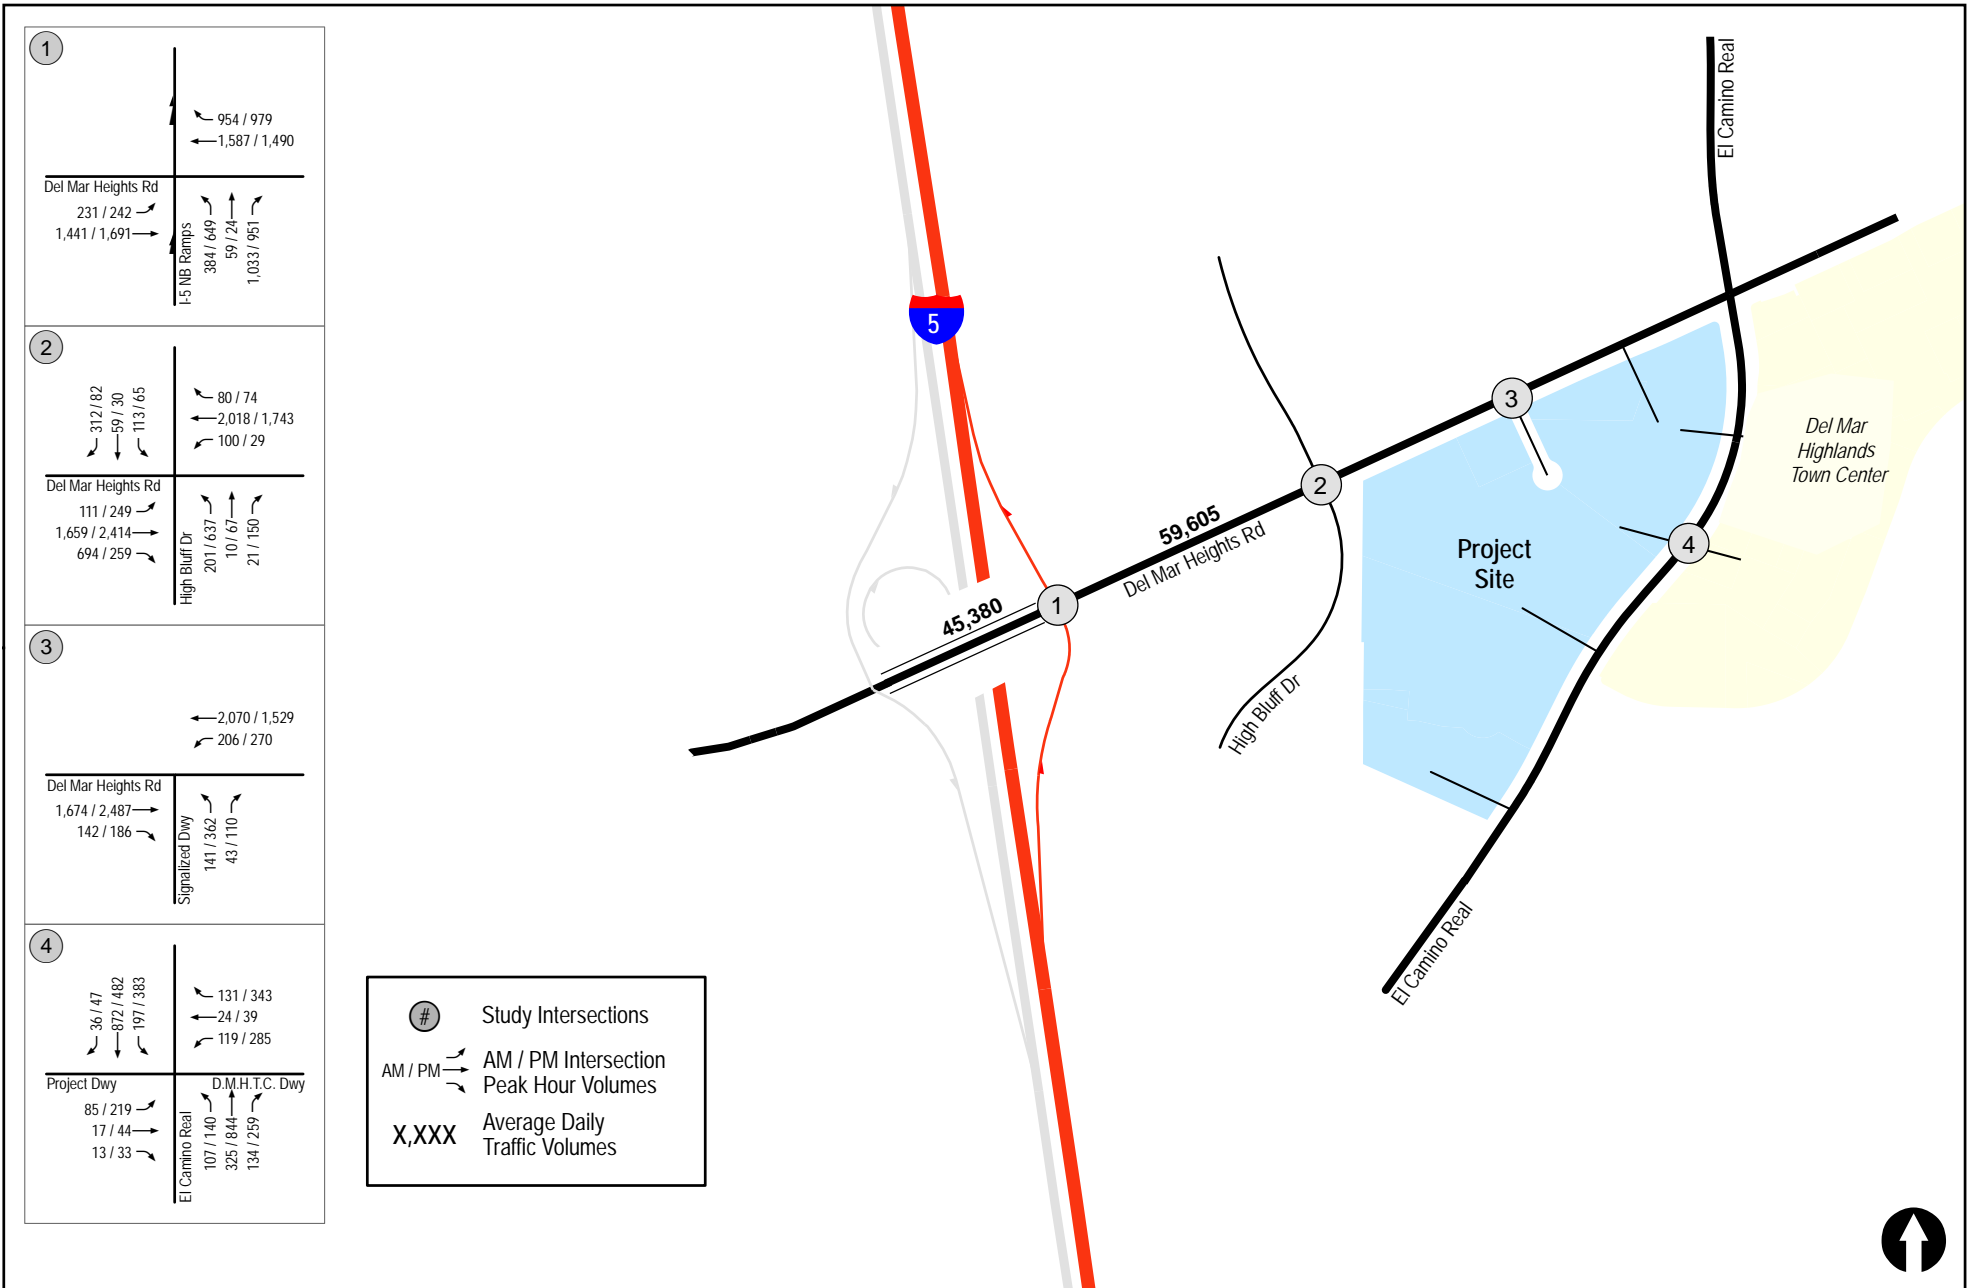 1
954 / 979
1,587 / 1,490
Del Mar Heights Rd
231 / 242
1,441 / 1,691
I-5 NB Ramps
384 / 649
59 / 24
1,033 / 951
2
312 / 82
59 / 30
113 / 65
80 / 74
2,018 / 1,743
100 / 29
Del Mar Heights Rd
111 / 249
1,659 / 2,414
694 / 259
High Bluff Dr
201 / 637
10 / 67
21 / 150
3
2,070 / 1,529
206 / 270
Del Mar Heights Rd
1,674 / 2,487
142 / 186
Signalized Dwy
141 / 362
43 / 110
4
36 / 47
872 / 482
197 / 383
131 / 343
24 / 39
119 / 285
Project Dwy
D.M.H.T.C. Dwy
85 / 219
17 / 44
13 / 33
El Camino Real
107 / 140
325 / 844
134 / 259
#
Study Intersections
AM / PM
AM / PM Intersection
Peak Hour Volumes
X,XXX
Average Daily
Traffic Volumes
5
El Camino Real
45,380
1
59,605
Del Mar Heights Rd
2
High Bluff Dr
3
Project
Site
4
Del Mar
Highlands
Town Center
El Camino Real